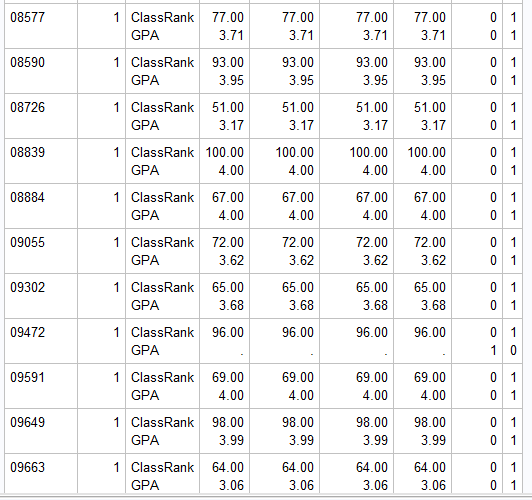 08577 1 ClassRank 77.00 77.00 77.00 77.00 0 1
GPA 3.71 3.71 3.71 3.71 0 1
08590 1 ClassRank 93.00 93.00 93.00 93.00 0 1
GPA 3.95 3.95 3.95 3.95 0 1
08726 1 ClassRank 51.00 51.00 51.00 51.00 0 1
GPA 3.17 3.17 3.17 3.17 0 1
08839 1 ClassRank 100.00 100.00 100.00 100.00 0 1
GPA 4.00 4.00 4.00 4.00 0 1
08884 1 ClassRank 67.00 67.00 67.00 67.00 0 1
GPA 4.00 4.00 4.00 4.00 0 1
09055 1 ClassRank 72.00 72.00 72.00 72.00 0 1
GPA 3.62 3.62 3.62 3.62 0 1
09302 1 ClassRank 65.00 65.00 65.00 65.00 0 1
GPA 3.68 3.68 3.68 3.68 0 1
09472 1 ClassRank 96.00 96.00 96.00 96.00 0 1
GPA . . . . 1 0
09591 1 ClassRank 69.00 69.00 69.00 69.00 0 1
GPA 4.00 4.00 4.00 4.00 0 1
09649 1 ClassRank 98.00 98.00 98.00 98.00 0 1
GPA 3.99 3.99 3.99 3.99 0 1
09663 1 ClassRank 64.00 64.00 64.00 64.00 0 1
GPA 3.06 3.06 3.06 3.06 0 1